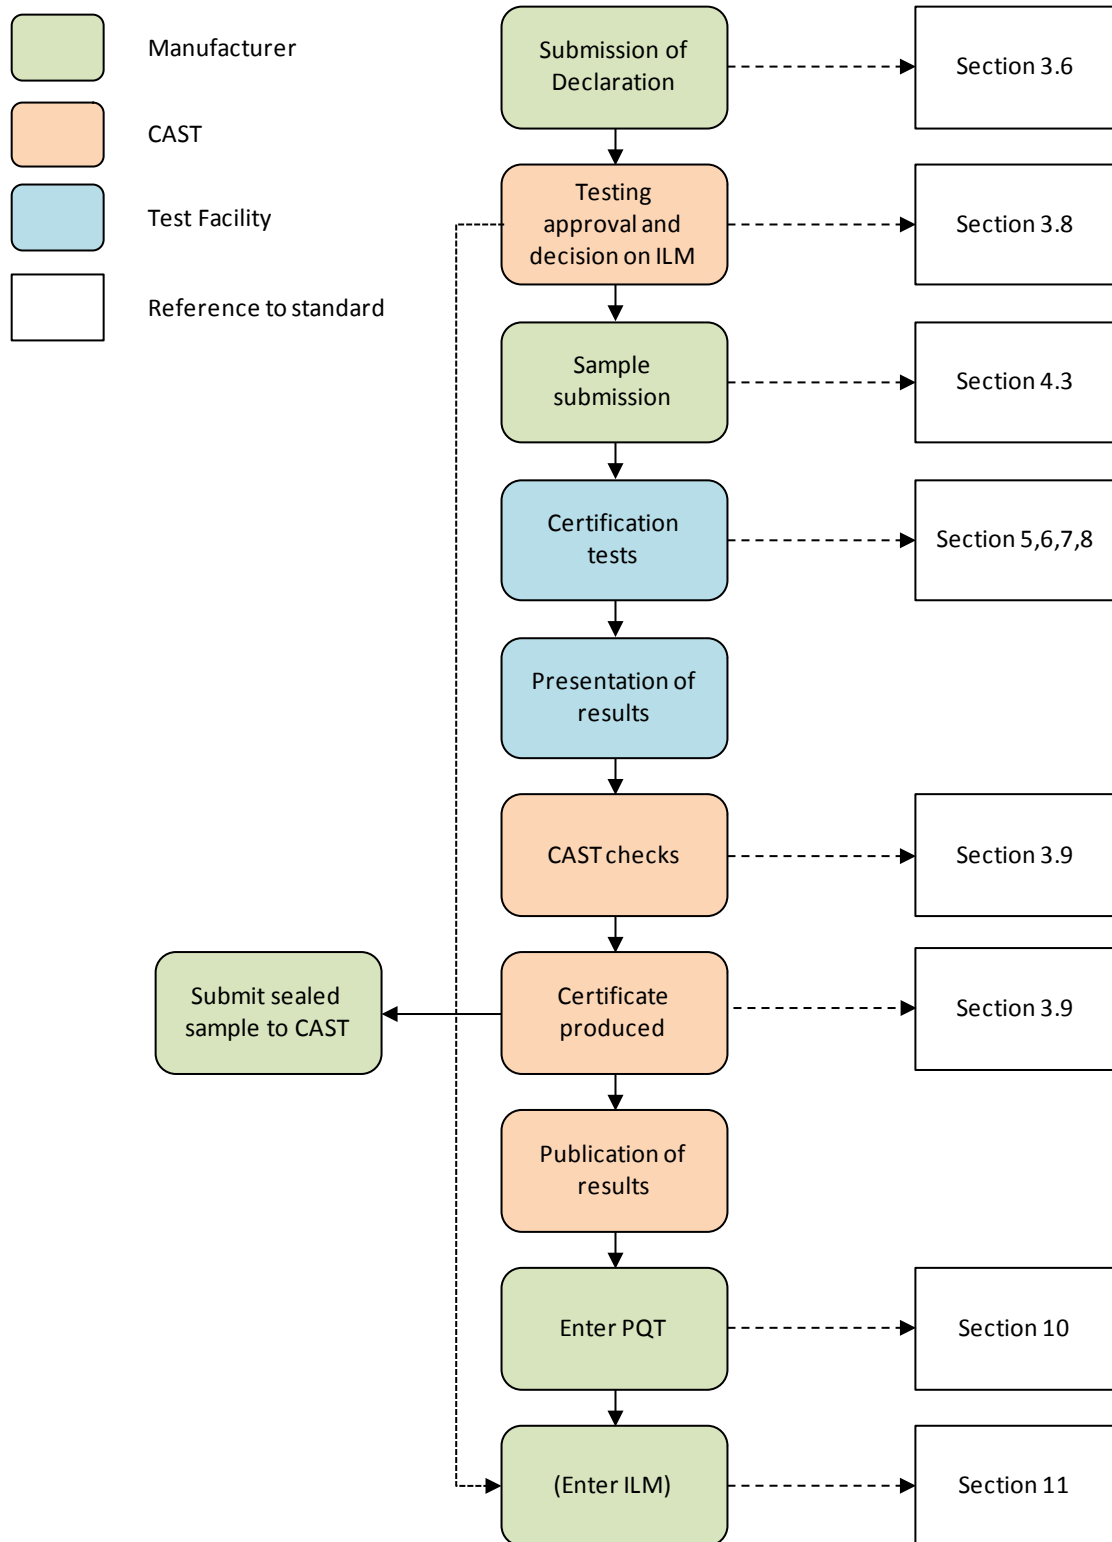 Manufacturer
CAST
Test Facility
Reference to standard
Submission of
Declaration
Section 3.6
Testing
approval and
decision on ILM
Section 3.8
Sample
submission
Section 4.3
Certification
tests
Section 5,6,7,8
Presentation of
results
CAST checks
Section 3.9
Submit sealed
sample to CAST
Certificate
produced
Section 3.9
Publication of
results
Enter PQT
Section 10
(Enter ILM)
Section 11